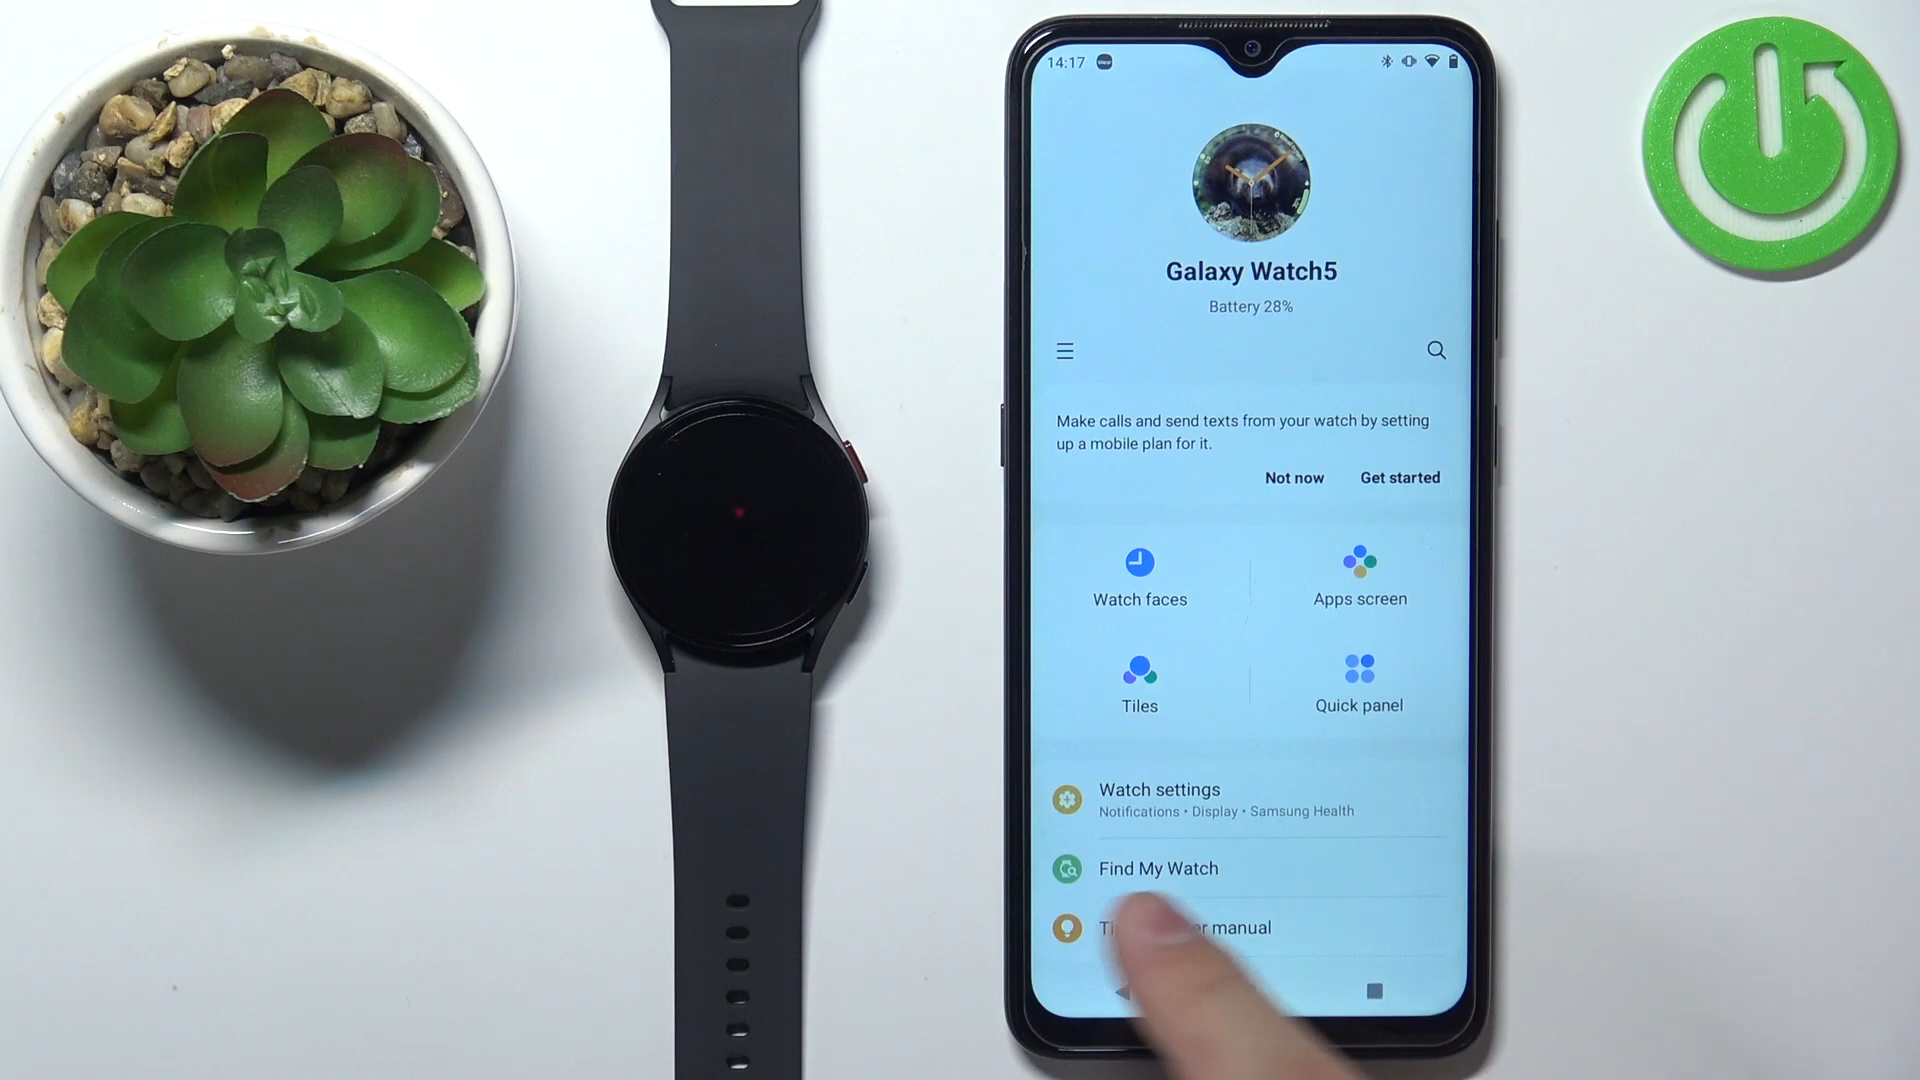 14:17
Galaxy Watch5
Battery 28%
Make calls and send texts from your watch by setting
up a mobile plan for it.
Not now Get started
Watch faces Apps screen
Tiles Quick panel
Watch settings
Notifications • Display • Samsung Health
Find My Watch
manual